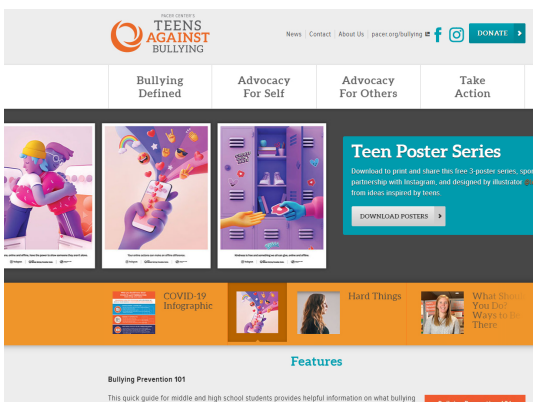 PACER CENTER'S
TEENS
AGAINST
BULLYING
News Contact About Us pacer.org/bullying
DONATE
Bullying
Defined
Advocacy
For Self
Advocacy
For Others
Take
Action
Teen Poster Series
Download to print and share this free 3-poster series,
partnership with Instagram, and designed by illustrator
from ideas inspired by teens.
DOWNLOAD POSTERS
COVID-19
Infographic
Hard Things
What
You Do?
Ways to Be
There
Features
Bullying Prevention 101
This quick guide for middle and high school students provides helpful information on what bullying